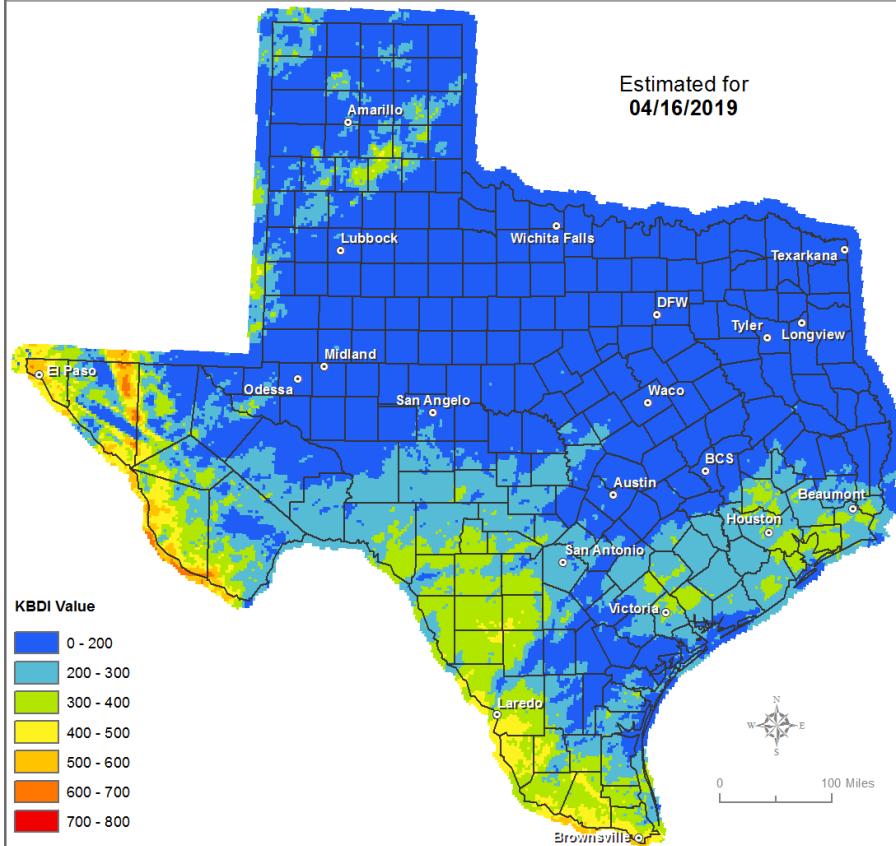 Estimated for
04/16/2019
Amarillo
Lubbock
Wichita Falls
Texarkana
DFW
Tyler
Longview
Midland
El Paso
Odessa
San Angelo
Waco
BCS
Austin
Beaumont
Houston
San Antonio
Victoria
Laredo
Brownsville
KBDI Value
0 - 200
200 - 300
300 - 400
400 - 500
500 - 600
600 - 700
700 - 800
N
W
E
S
0
100 Miles